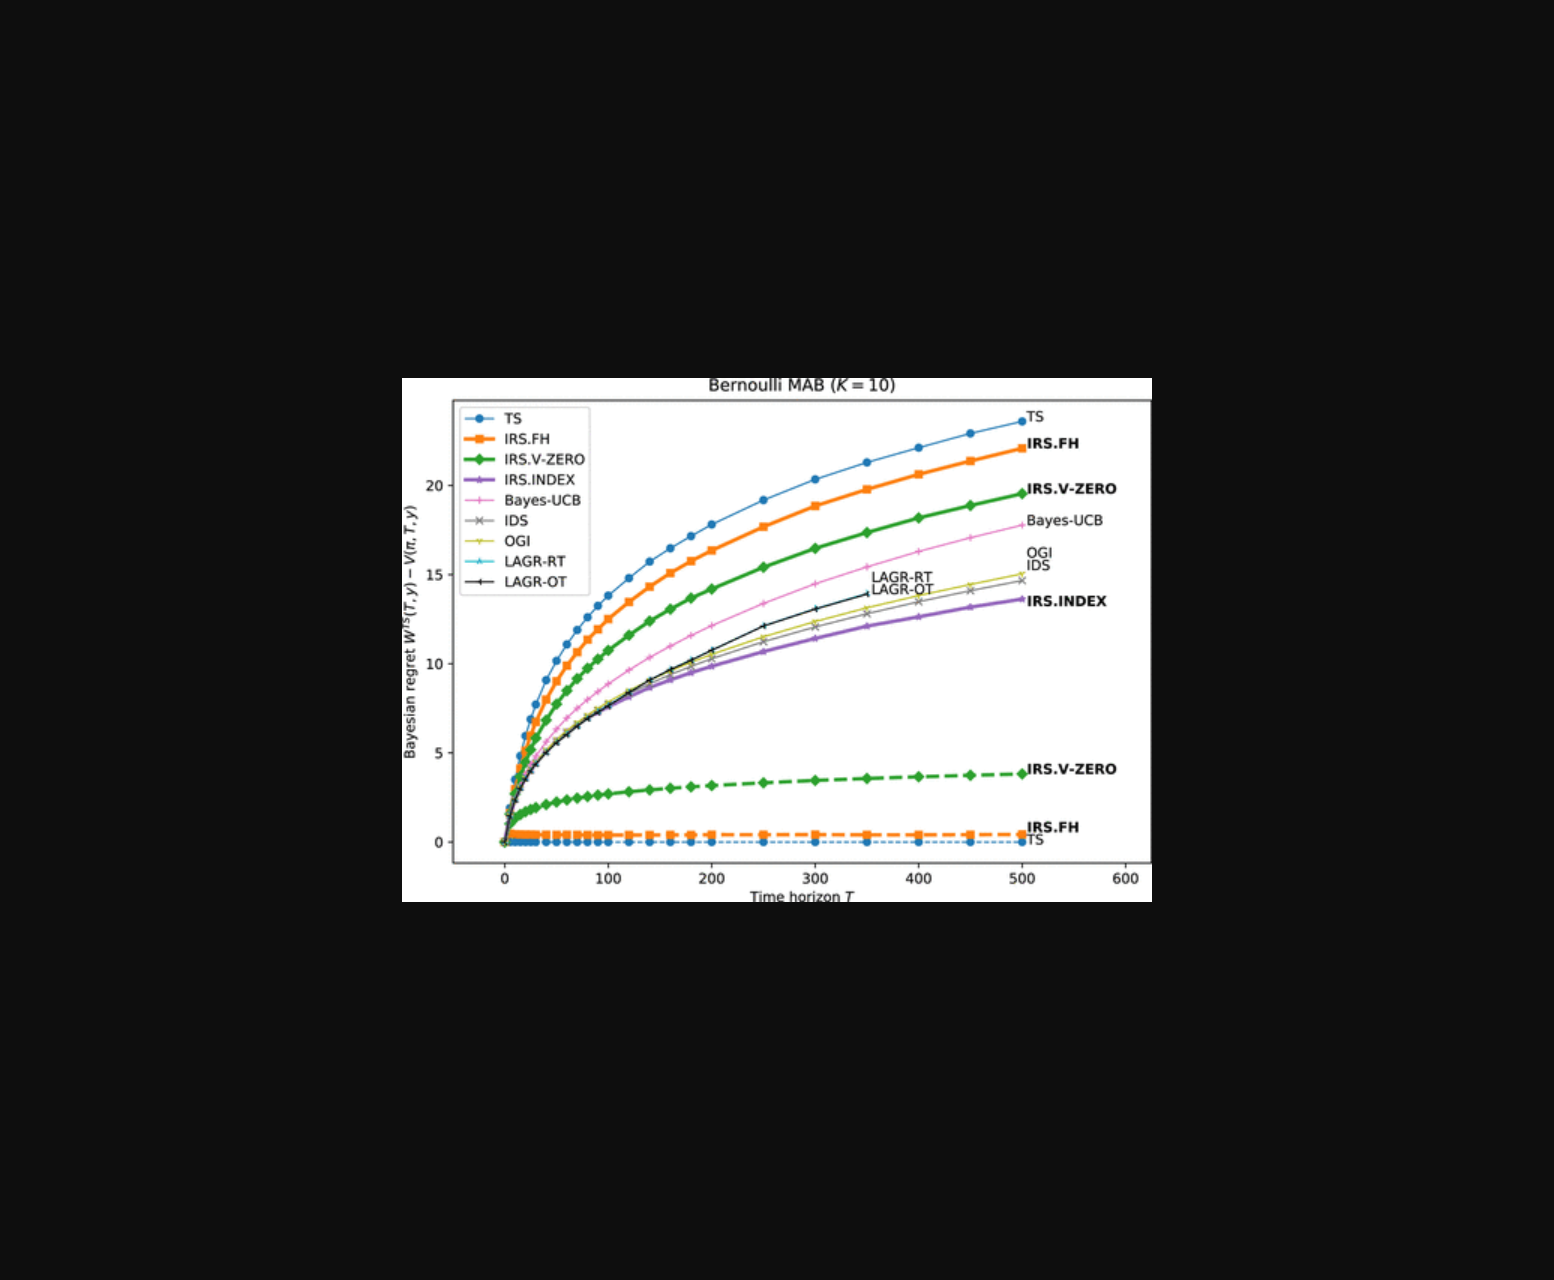 Bernoulli MAB (K = 10)
TS
IRS.FH
IRS.V-ZERO
IRS.INDEX
Bayes-UCB
IDS
OGI
LAGR-RT
LAGR-OT
Bayesian regret W^TS(T, y) − V(π, T, y)
20
15
10
5
0
TS
IRS.FH
IRS.V-ZERO
Bayes-UCB
OGI
IDS
LAGR-RT
LAGR-OT
IRS.INDEX
IRS.V-ZERO
IRS.FH
TS
0 100 200 300 400 500 600
Time horizon T